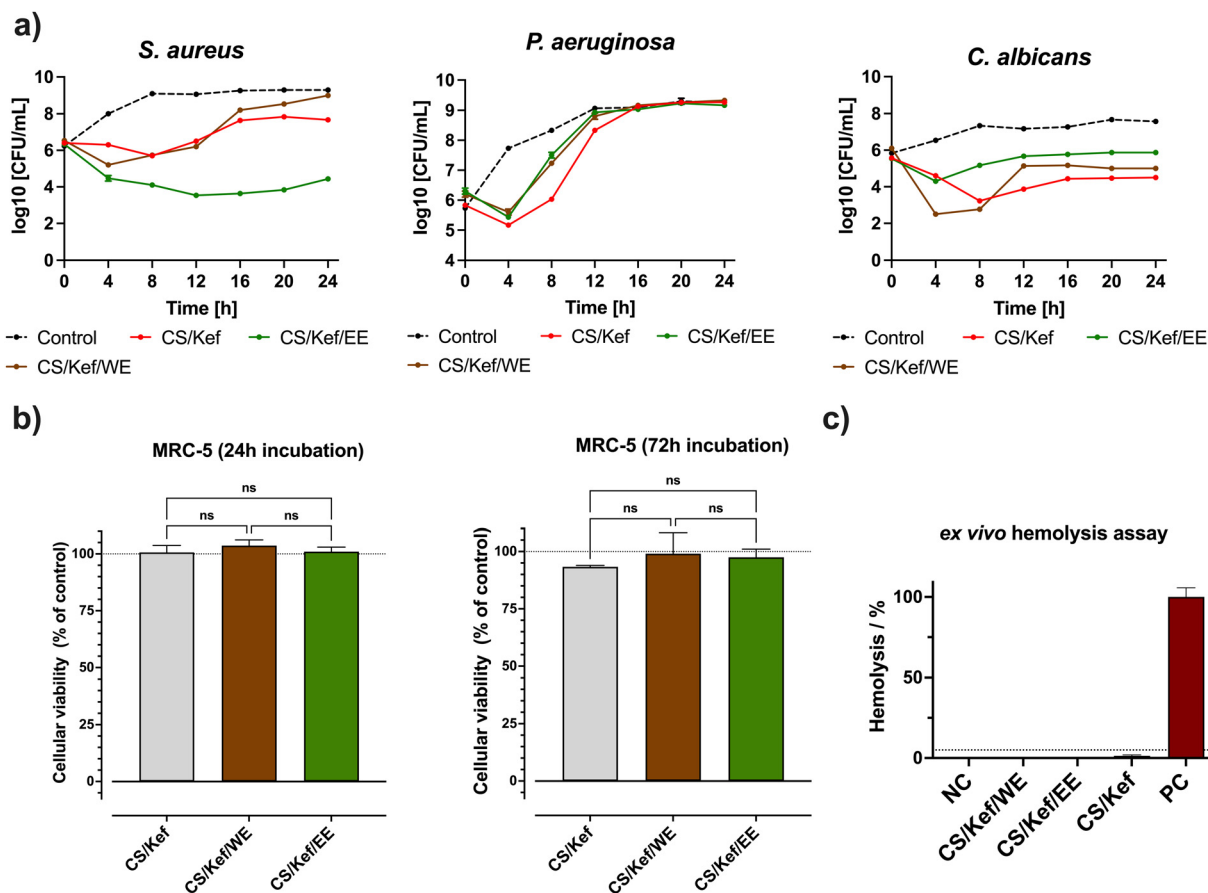 a)
S. aureus
log10 [CFU/mL]
10
8
6
4
2
0
0 4 8 12 16 20 24
Time [h]
Control CS/Kef CS/Kef/EE
CS/Kef/WE
P. aeruginosa
log10 [CFU/mL]
10
9
8
7
6
5
4
0 4 8 12 16 20 24
Time [h]
Control CS/Kef CS/Kef/EE
CS/Kef/WE
C. albicans
log10 [CFU/mL]
10
8
6
4
2
0
0 4 8 12 16 20 24
Time [h]
Control CS/Kef CS/Kef/EE
CS/Kef/WE
b)
MRC-5 (24h incubation)
ns
ns ns
Cellular viability (% of control)
100
75
50
25
0
CS/Kef
CS/Kef/WE
CS/Kef/EE
MRC-5 (72h incubation)
ns
ns ns
Cellular viability (% of control)
100
75
50
25
0
CS/Kef
CS/Kef/WE
CS/Kef/EE
c)
ex vivo hemolysis assay
Hemolysis / %
100
50
0
NC
CS/Kef/WE
CS/Kef/EE
CS/Kef
PC